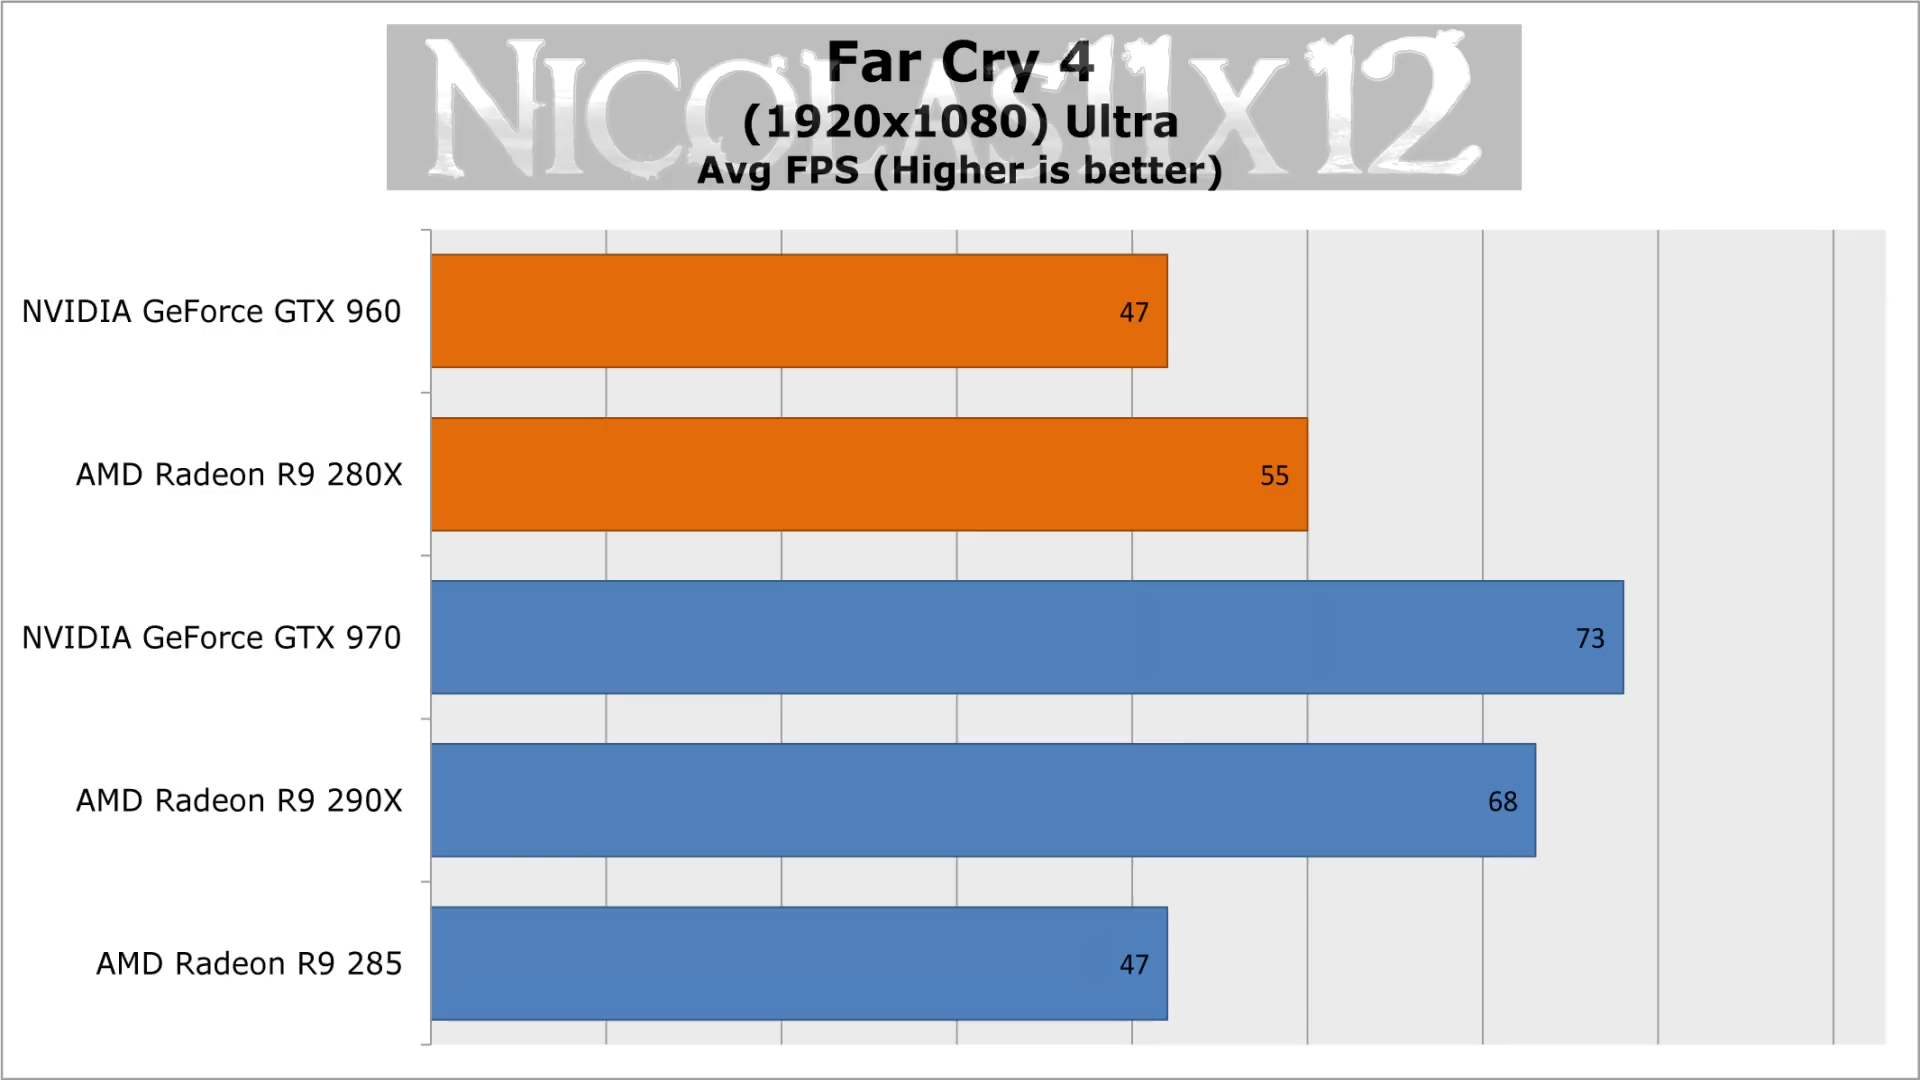 Nicolas11x12
Far Cry 4
(1920x1080) Ultra
Avg FPS (Higher is better)
NVIDIA GeForce GTX 960
47
AMD Radeon R9 280X
55
NVIDIA GeForce GTX 970
73
AMD Radeon R9 290X
68
AMD Radeon R9 285
47